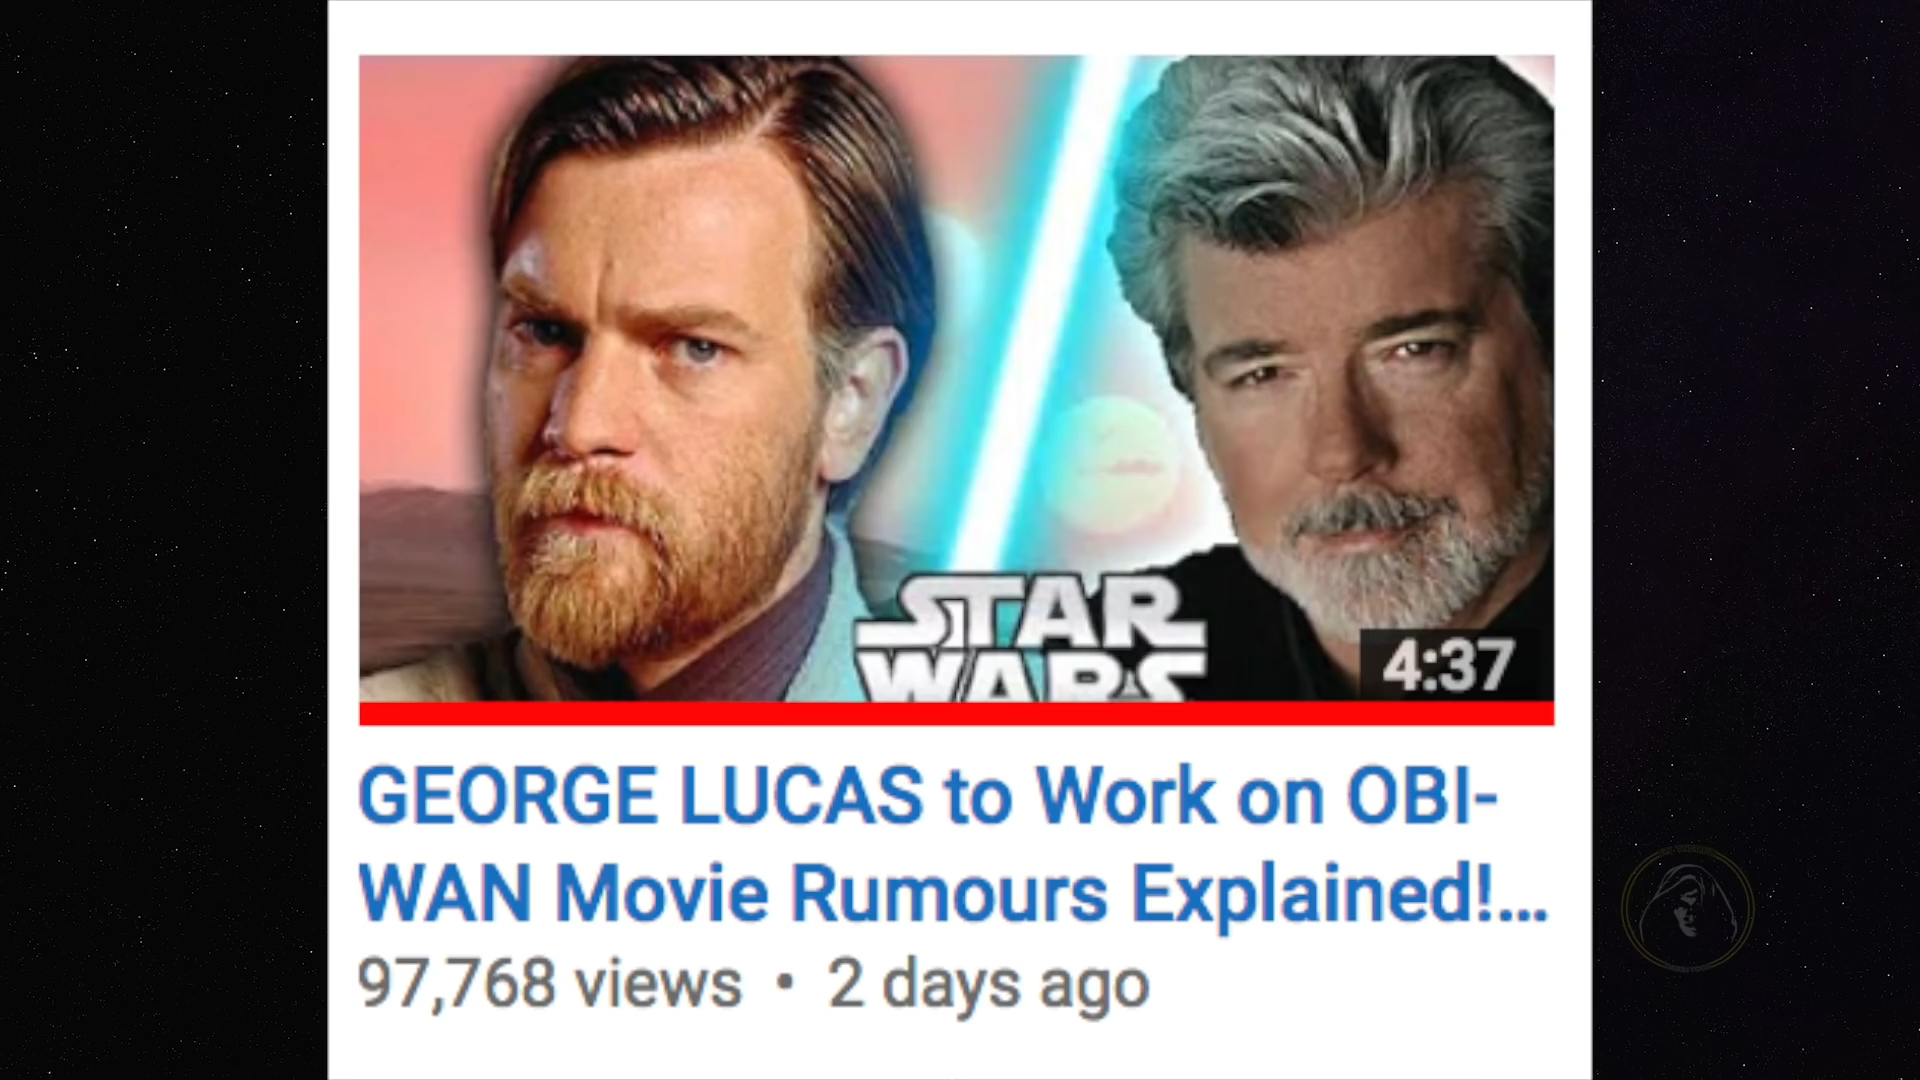 STAR
WARS
4:37
GEORGE LUCAS to Work on OBI-
WAN Movie Rumours Explained!...
97,768 views • 2 days ago